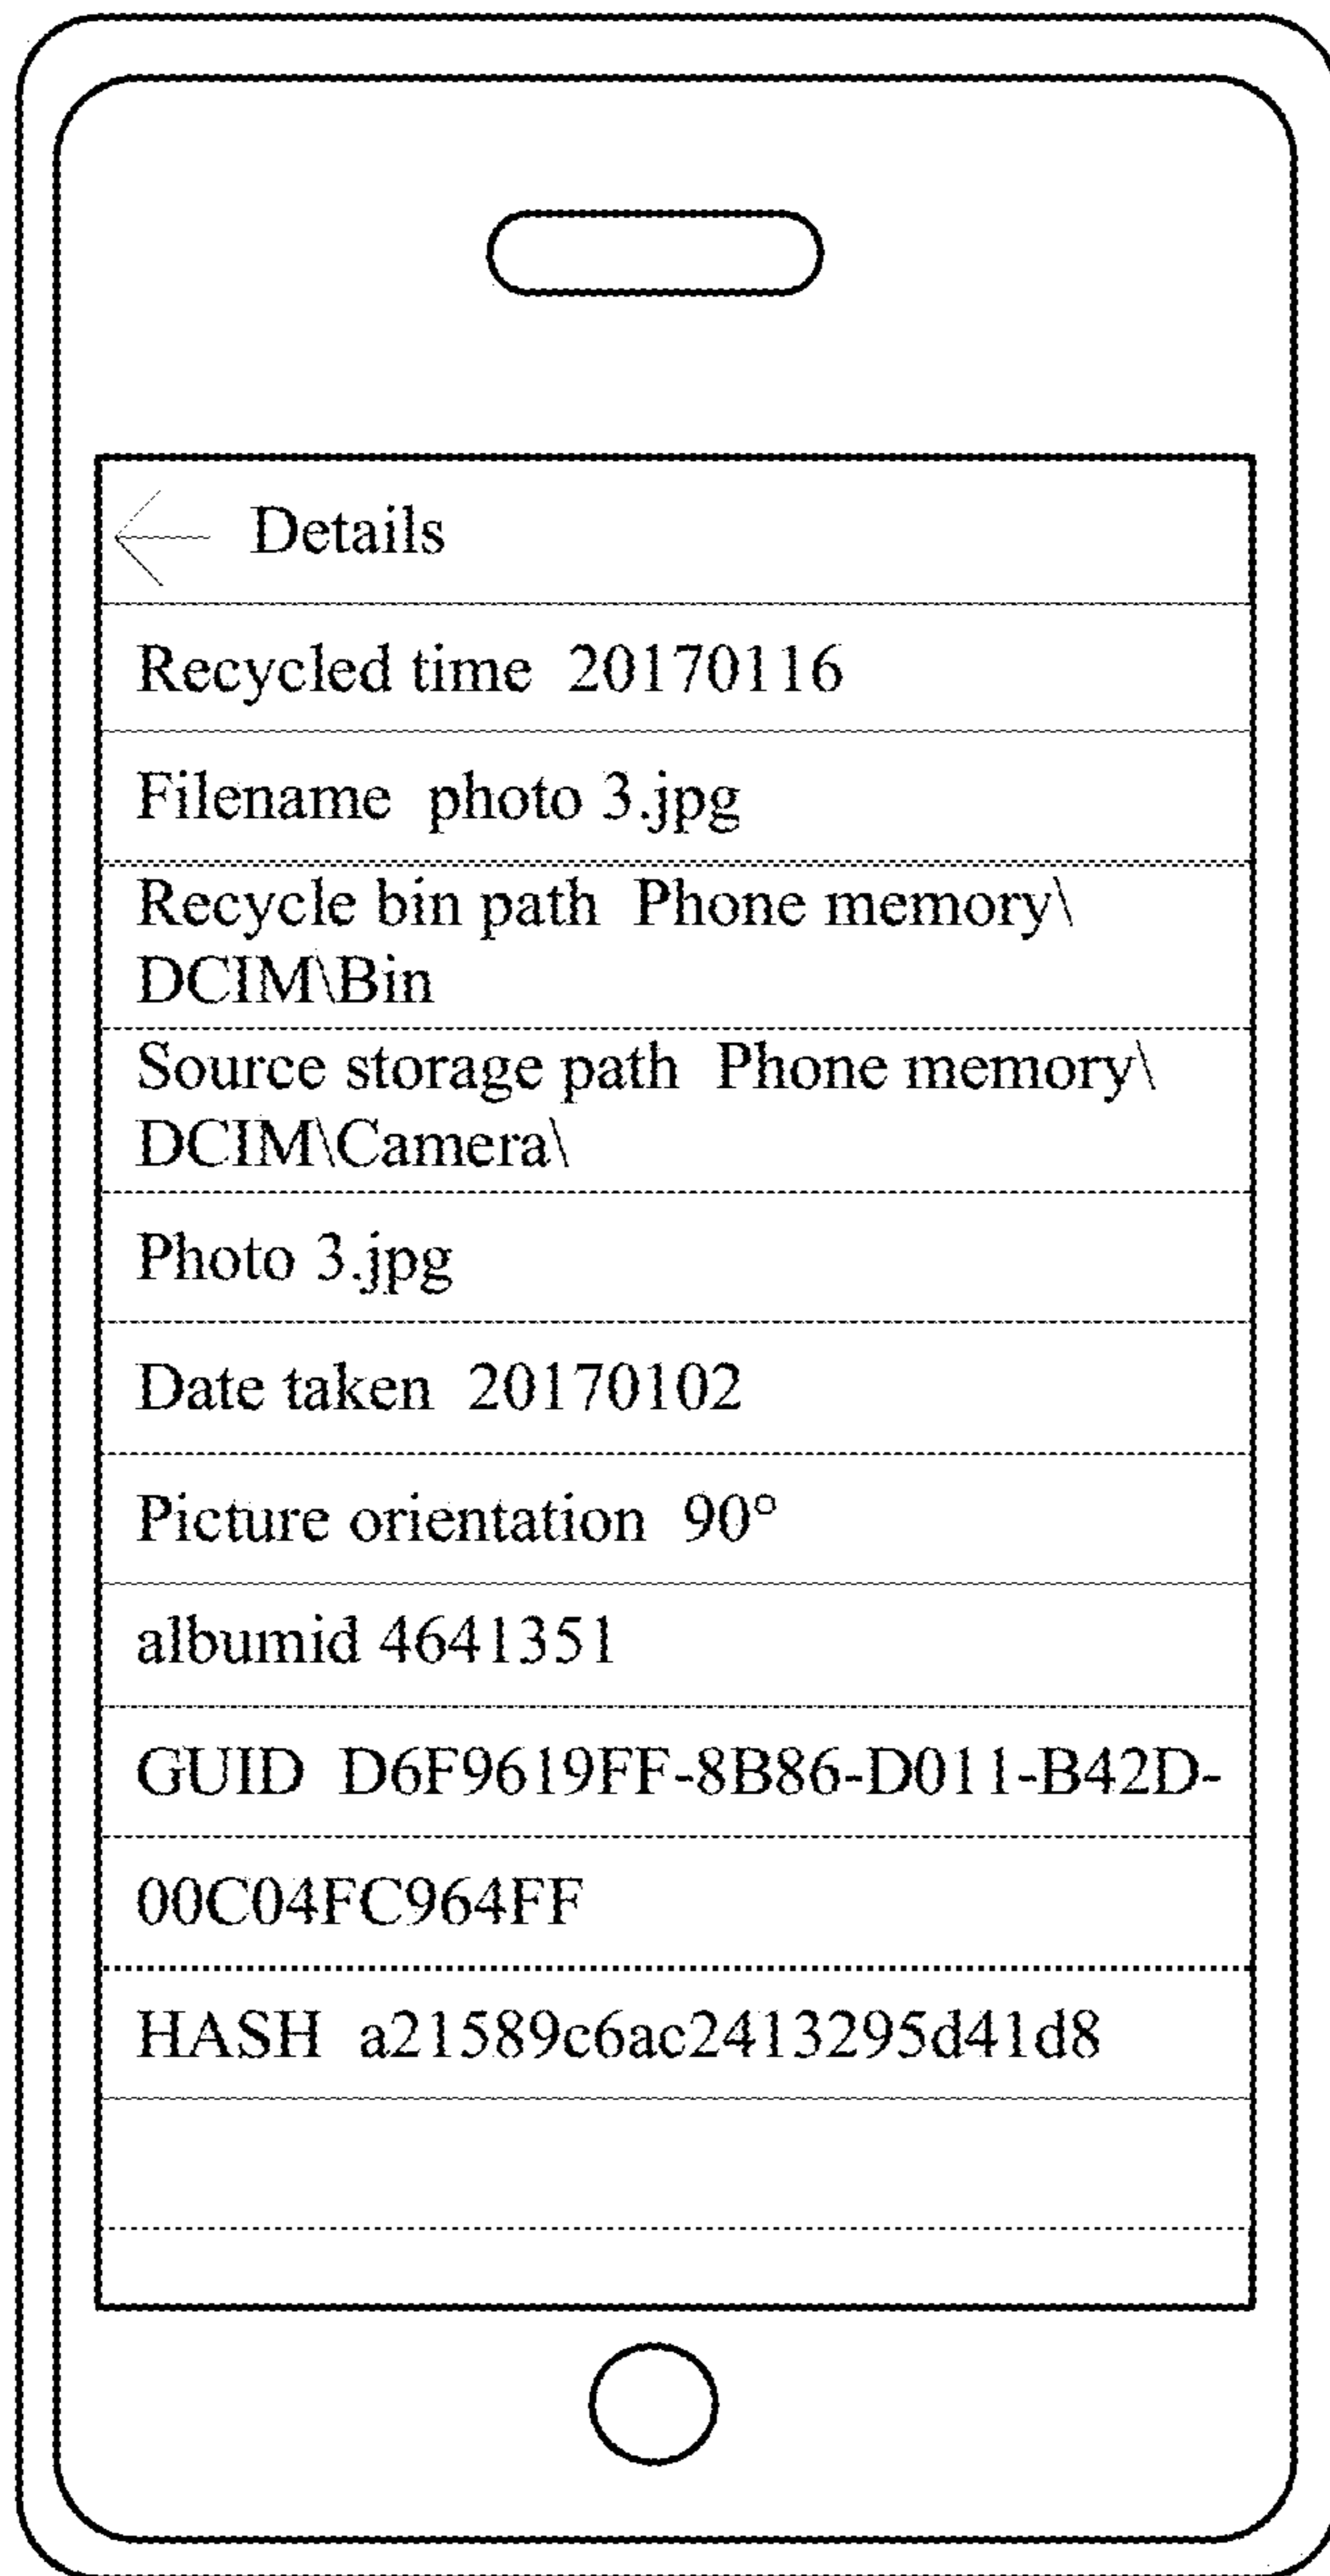 Details
Recycled time 20170116
Filename photo 3.jpg
Recycle bin path Phone memory\
DCIM\Bin
Source storage path Phone memory\
DCIM\Camera\
Photo 3.jpg
Date taken 20170102
Picture orientation 90°
albumid 4641351
GUID D6F9619FF-8B86-D011-B42D-
00C04FC964FF
HASH a21589c6ac2413295d41d8